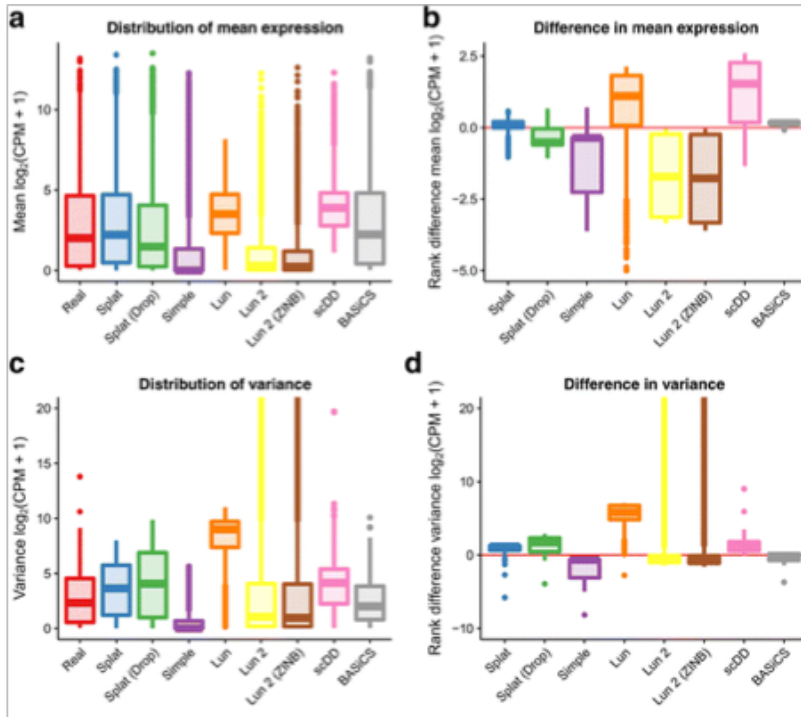 a
Distribution of mean expression
Mean log₂(CPM + 1)
10
5
0
Real
Splat
Splat (Drop)
Simple
Lun
Lun 2
Lun 2 (ZINB)
scDD
BASiCS
b
Difference in mean expression
Rank difference mean log₂(CPM + 1)
2.5
0.0
−2.5
−5.0
Splat
Splat (Drop)
Simple
Lun
Lun 2
Lun 2 (ZINB)
scDD
BASiCS
c
Distribution of variance
Variance log₂(CPM + 1)
20
15
10
5
0
Real
Splat
Splat (Drop)
Simple
Lun
Lun 2
Lun 2 (ZINB)
scDD
BASiCS
d
Difference in variance
Rank difference variance log₂(CPM + 1)
20
10
0
−10
Splat
Splat (Drop)
Simple
Lun
Lun 2
Lun 2 (ZINB)
scDD
BASiCS